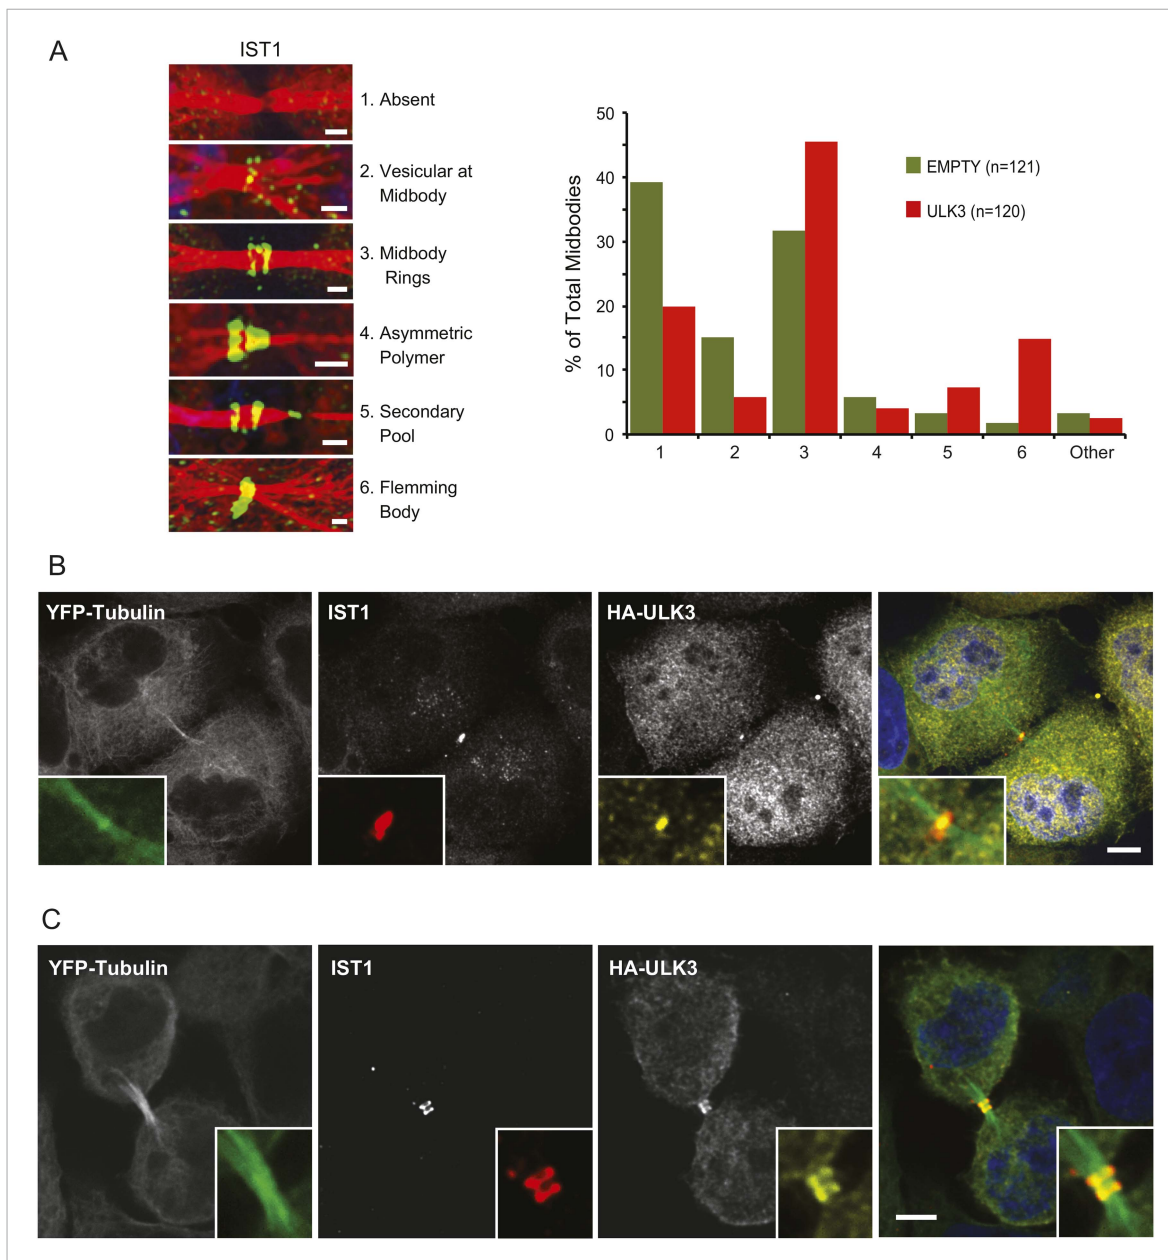 A
IST1
1. Absent
2. Vesicular at
Midbody
3. Midbody
Rings
4. Asymmetric
Polymer
5. Secondary
Pool
6. Flemming
Body
% of Total Midbodies
50
40
30
20
10
0
1 2 3 4 5 6 Other
EMPTY (n=121)
ULK3 (n=120)
B
YFP-Tubulin IST1 HA-ULK3
C
YFP-Tubulin IST1 HA-ULK3